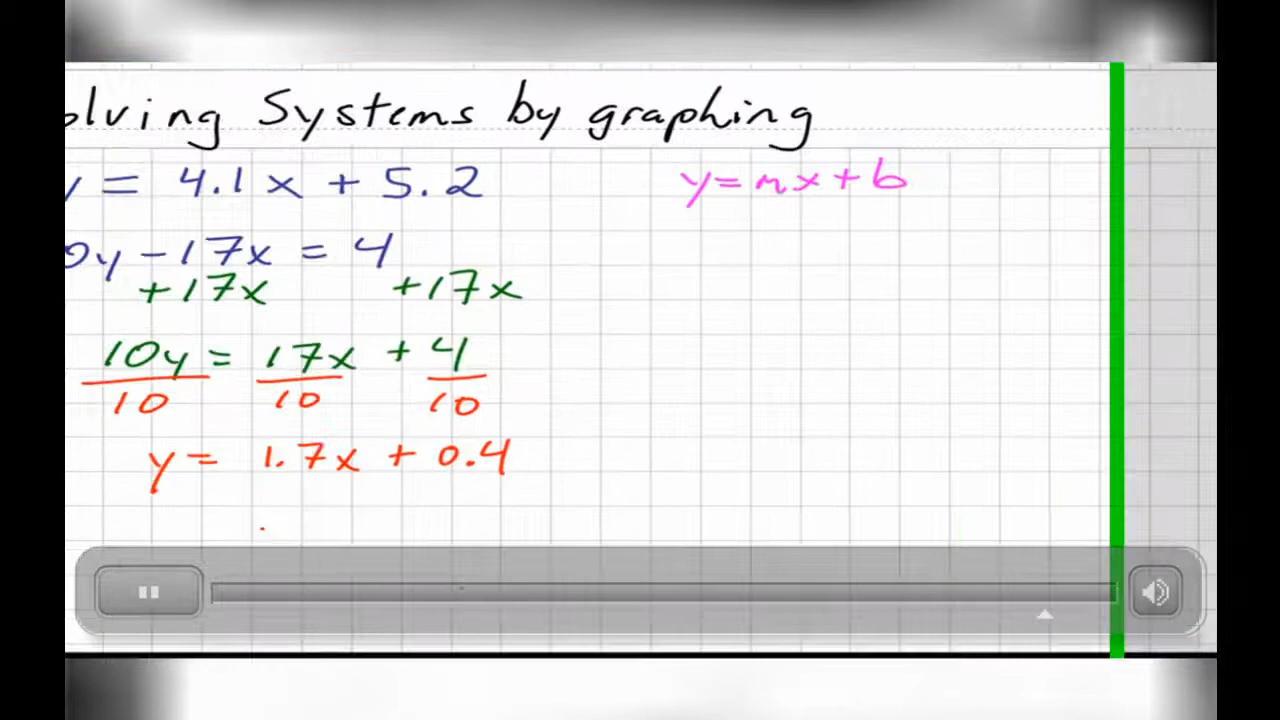 olving Systems by graphing
y = 4.1x + 5.2
y = mx + b
0y - 17x = 4
+17x +17x
10y = 17x + 4
10 10 10
y = 1.7x + 0.4